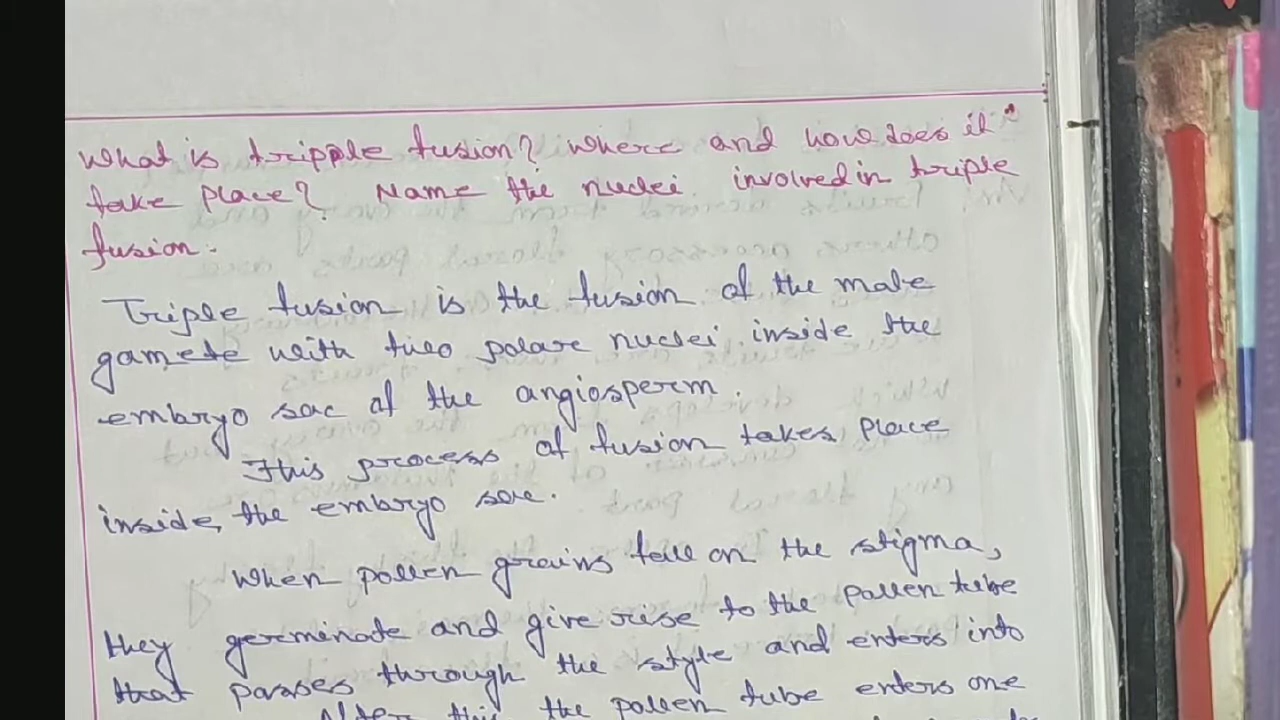 What is tripple fusion? Where and how does it
take place? Name the nuclei involved in triple
fusion.
Triple fusion is the fusion of the male
gamete with two polar nuclei inside the
embryo sac of the angiosperm.
This process of fusion takes place
inside, the embryo sac.
When pollen grains fall on the stigma,
they germinate and give rise to the pollen tube
that passes through the style and enters into
After this, the pollen tube enters one